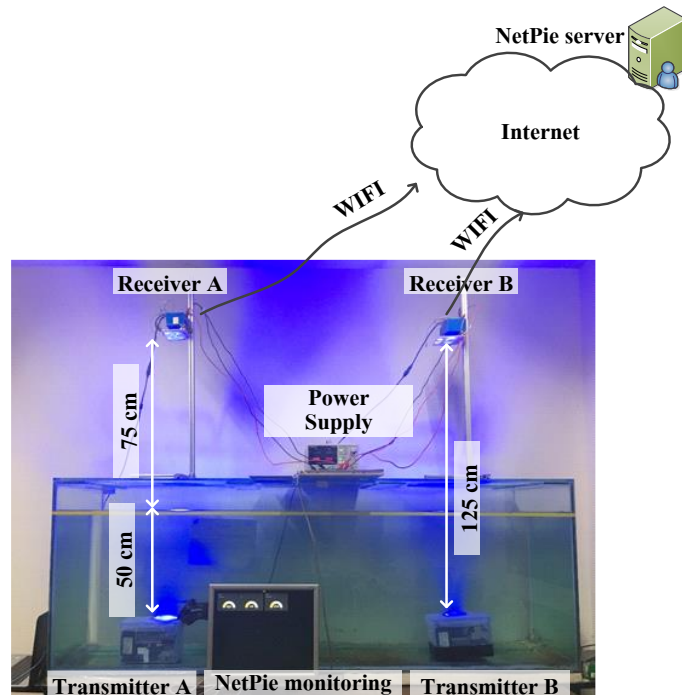 NetPie server
Internet
WIFI
WIFI
Receiver A
Receiver B
Power
Supply
75 cm
125 cm
50 cm
Transmitter A
NetPie monitoring
Transmitter B